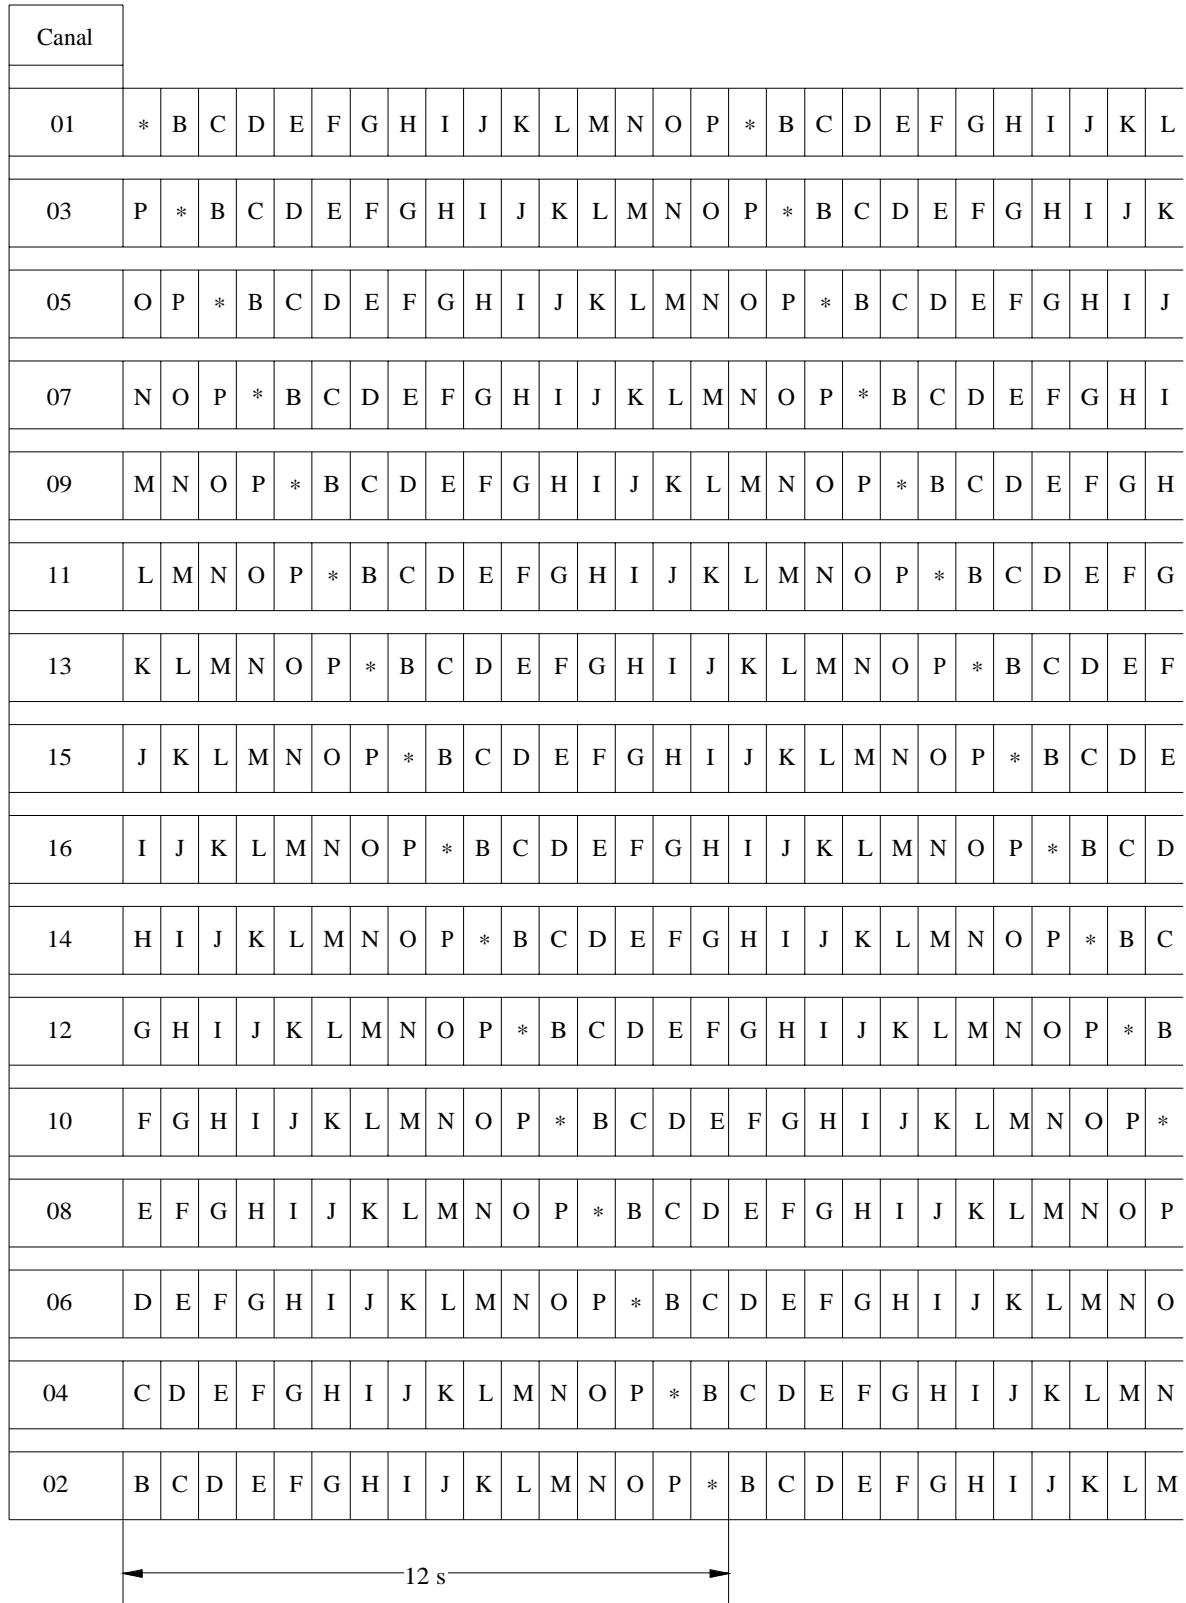 Canal
01 * B C D E F G H I J K L M N O P * B C D E F G H I J K L
03 P * B C D E F G H I J K L M N O P * B C D E F G H I J K
05 O P * B C D E F G H I J K L M N O P * B C D E F G H I J
07 N O P * B C D E F G H I J K L M N O P * B C D E F G H I
09 M N O P * B C D E F G H I J K L M N O P * B C D E F G H
11 L M N O P * B C D E F G H I J K L M N O P * B C D E F G
13 K L M N O P * B C D E F G H I J K L M N O P * B C D E F
15 J K L M N O P * B C D E F G H I J K L M N O P * B C D E
16 I J K L M N O P * B C D E F G H I J K L M N O P * B C D
14 H I J K L M N O P * B C D E F G H I J K L M N O P * B C
12 G H I J K L M N O P * B C D E F G H I J K L M N O P * B
10 F G H I J K L M N O P * B C D E F G H I J K L M N O P *
08 E F G H I J K L M N O P * B C D E F G H I J K L M N O P
06 D E F G H I J K L M N O P * B C D E F G H I J K L M N O
04 C D E F G H I J K L M N O P * B C D E F G H I J K L M N
02 B C D E F G H I J K L M N O P * B C D E F G H I J K L M
12 s